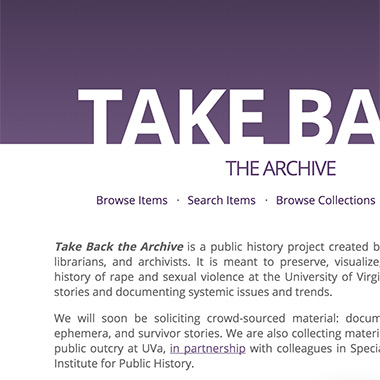 TAKE BA
THE ARCHIVE
Browse Items · Search Items · Browse Collections
Take Back the Archive is a public history project created b
librarians, and archivists. It is meant to preserve, visualize,
history of rape and sexual violence at the University of Virgi
stories and documenting systemic issues and trends.
We will soon be soliciting crowd-sourced material: docum
ephemera, and survivor stories. We are also collecting materi
public outcry at UVa, in partnership with colleagues in Speci
Institute for Public History.